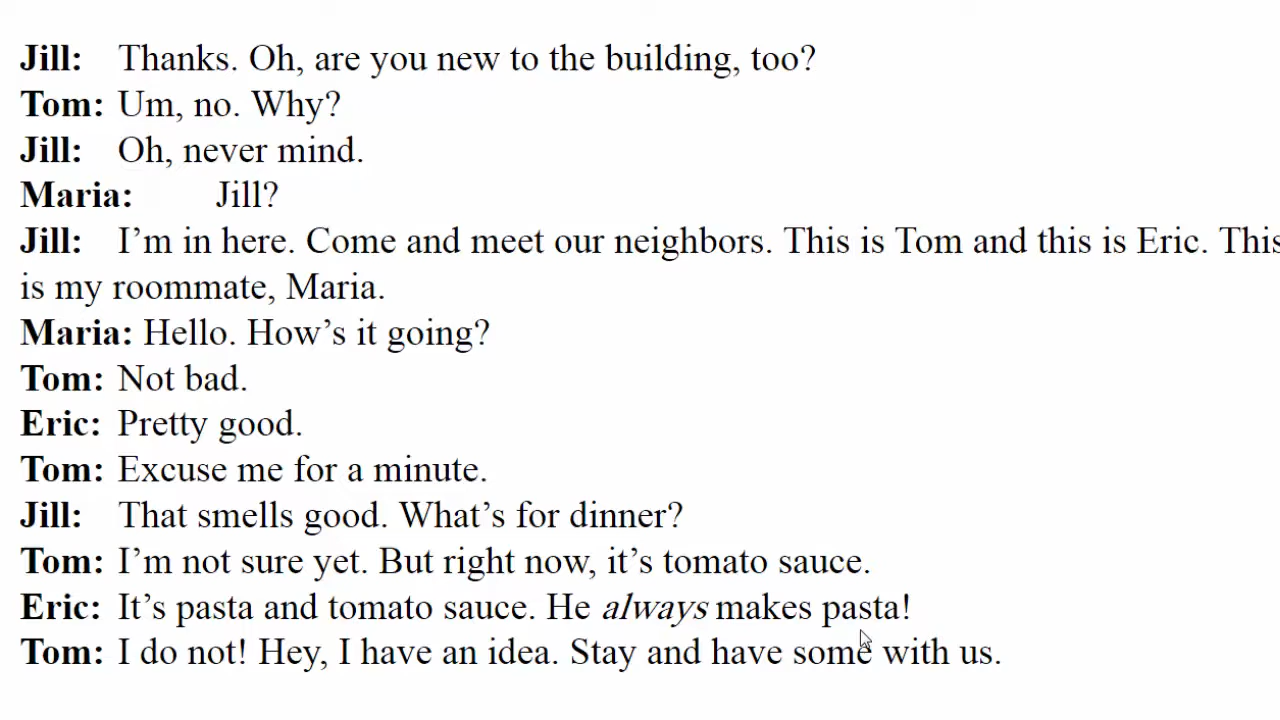 Jill: Thanks. Oh, are you new to the building, too?
Tom: Um, no. Why?
Jill: Oh, never mind.
Maria: Jill?
Jill: I’m in here. Come and meet our neighbors. This is Tom and this is Eric. This
is my roommate, Maria.
Maria: Hello. How’s it going?
Tom: Not bad.
Eric: Pretty good.
Tom: Excuse me for a minute.
Jill: That smells good. What’s for dinner?
Tom: I’m not sure yet. But right now, it’s tomato sauce.
Eric: It’s pasta and tomato sauce. He always makes pasta!
Tom: I do not! Hey, I have an idea. Stay and have some with us.